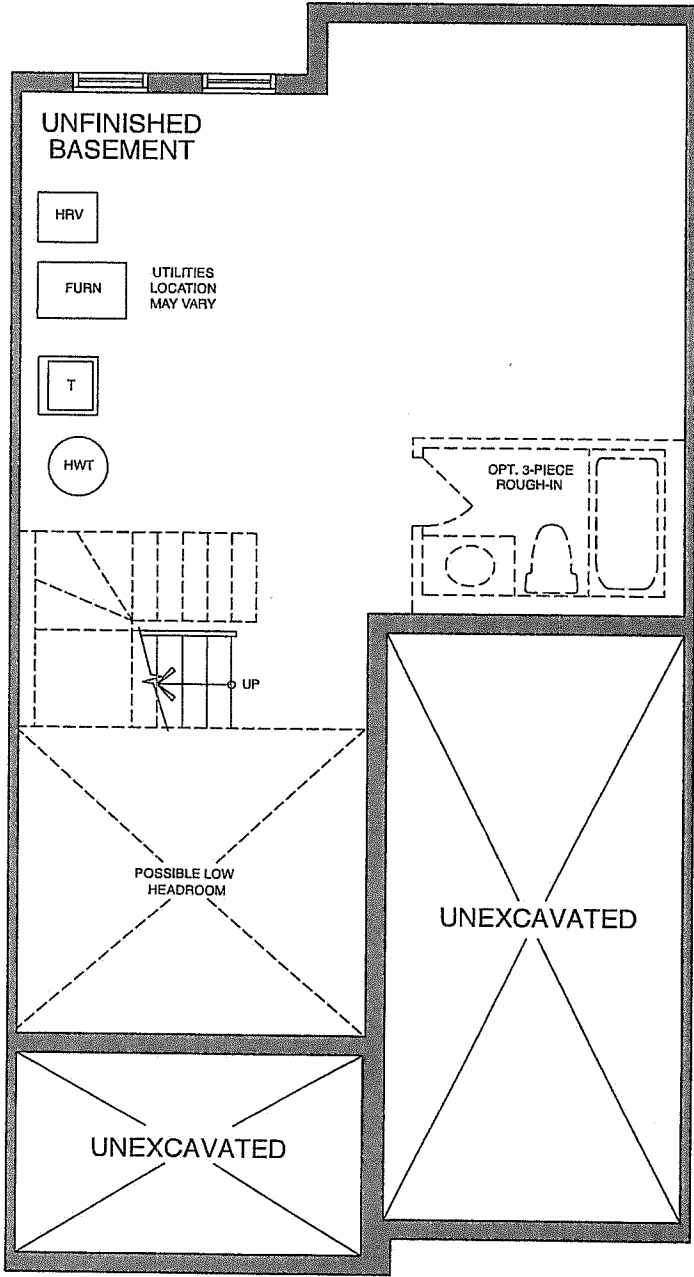 UNFINISHED
BASEMENT
HRV
FURN
UTILITIES
LOCATION
MAY VARY
T
HWT
OPT. 3-PIECE
ROUGH-IN
UP
POSSIBLE LOW
HEADROOM
UNEXCAVATED
UNEXCAVATED